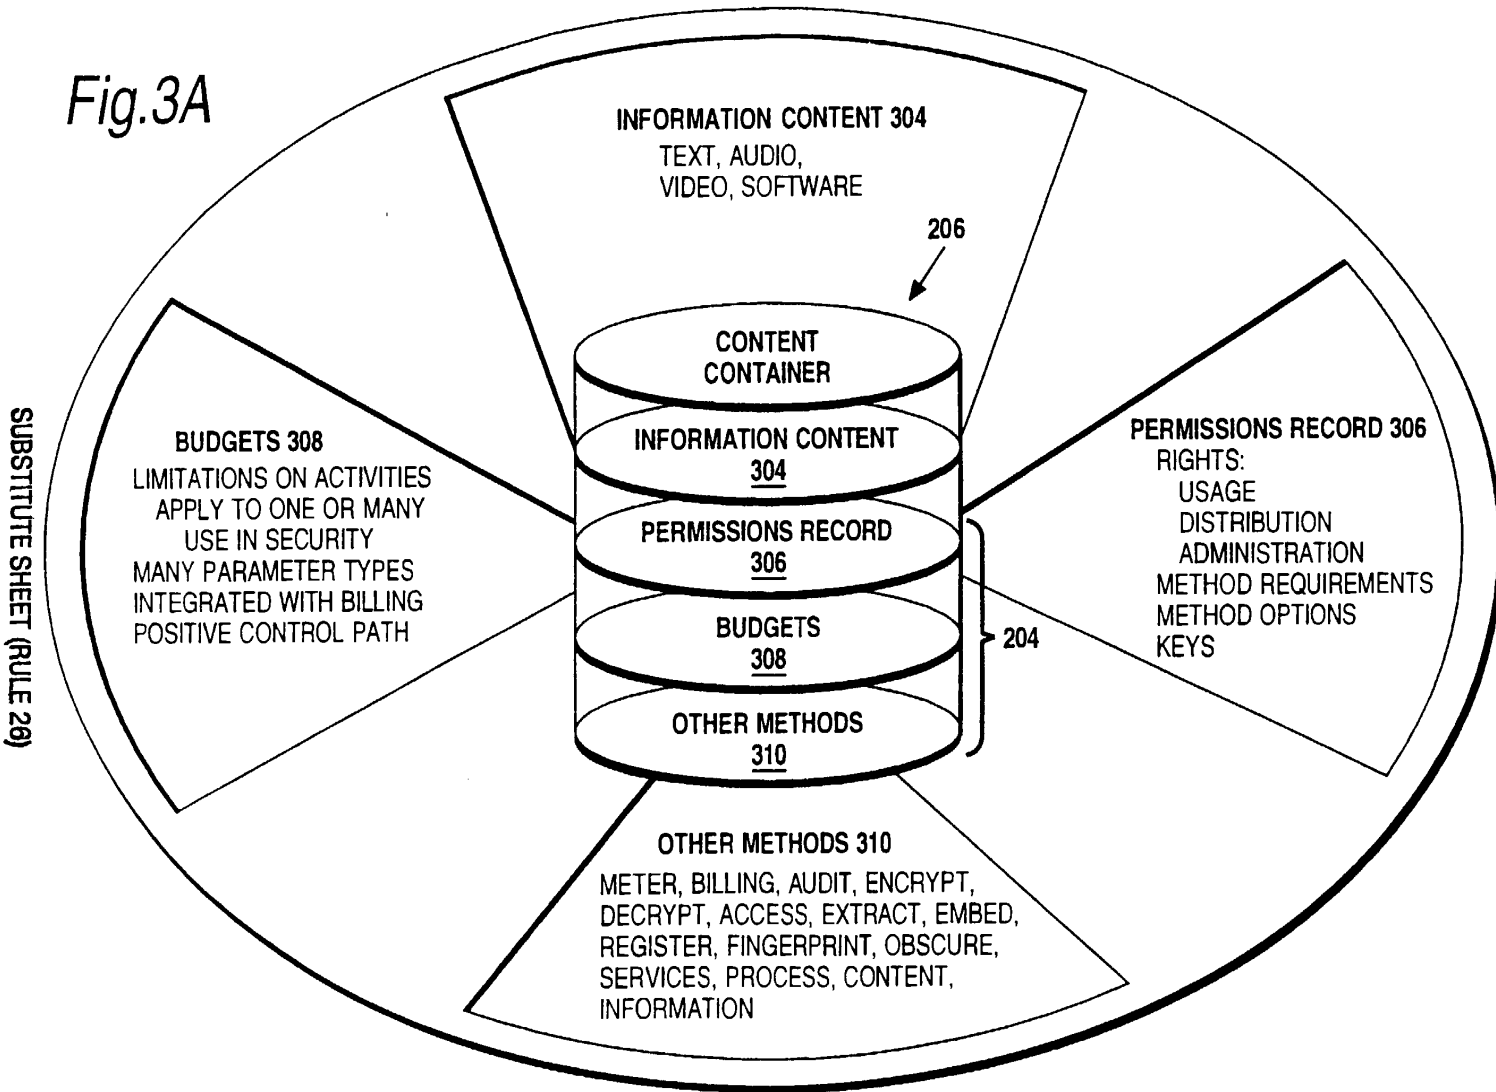 Fig.3A
INFORMATION CONTENT 304
TEXT, AUDIO,
VIDEO, SOFTWARE
206
CONTENT
CONTAINER
INFORMATION CONTENT
304
PERMISSIONS RECORD
306
BUDGETS
308
OTHER METHODS
310
204
BUDGETS 308
LIMITATIONS ON ACTIVITIES
APPLY TO ONE OR MANY
USE IN SECURITY
MANY PARAMETER TYPES
INTEGRATED WITH BILLING
POSITIVE CONTROL PATH
PERMISSIONS RECORD 306
RIGHTS:
USAGE
DISTRIBUTION
ADMINISTRATION
METHOD REQUIREMENTS
METHOD OPTIONS
KEYS
OTHER METHODS 310
METER, BILLING, AUDIT, ENCRYPT,
DECRYPT, ACCESS, EXTRACT, EMBED,
REGISTER, FINGERPRINT, OBSCURE,
SERVICES, PROCESS, CONTENT,
INFORMATION
SUBSTITUTE SHEET (RULE 26)